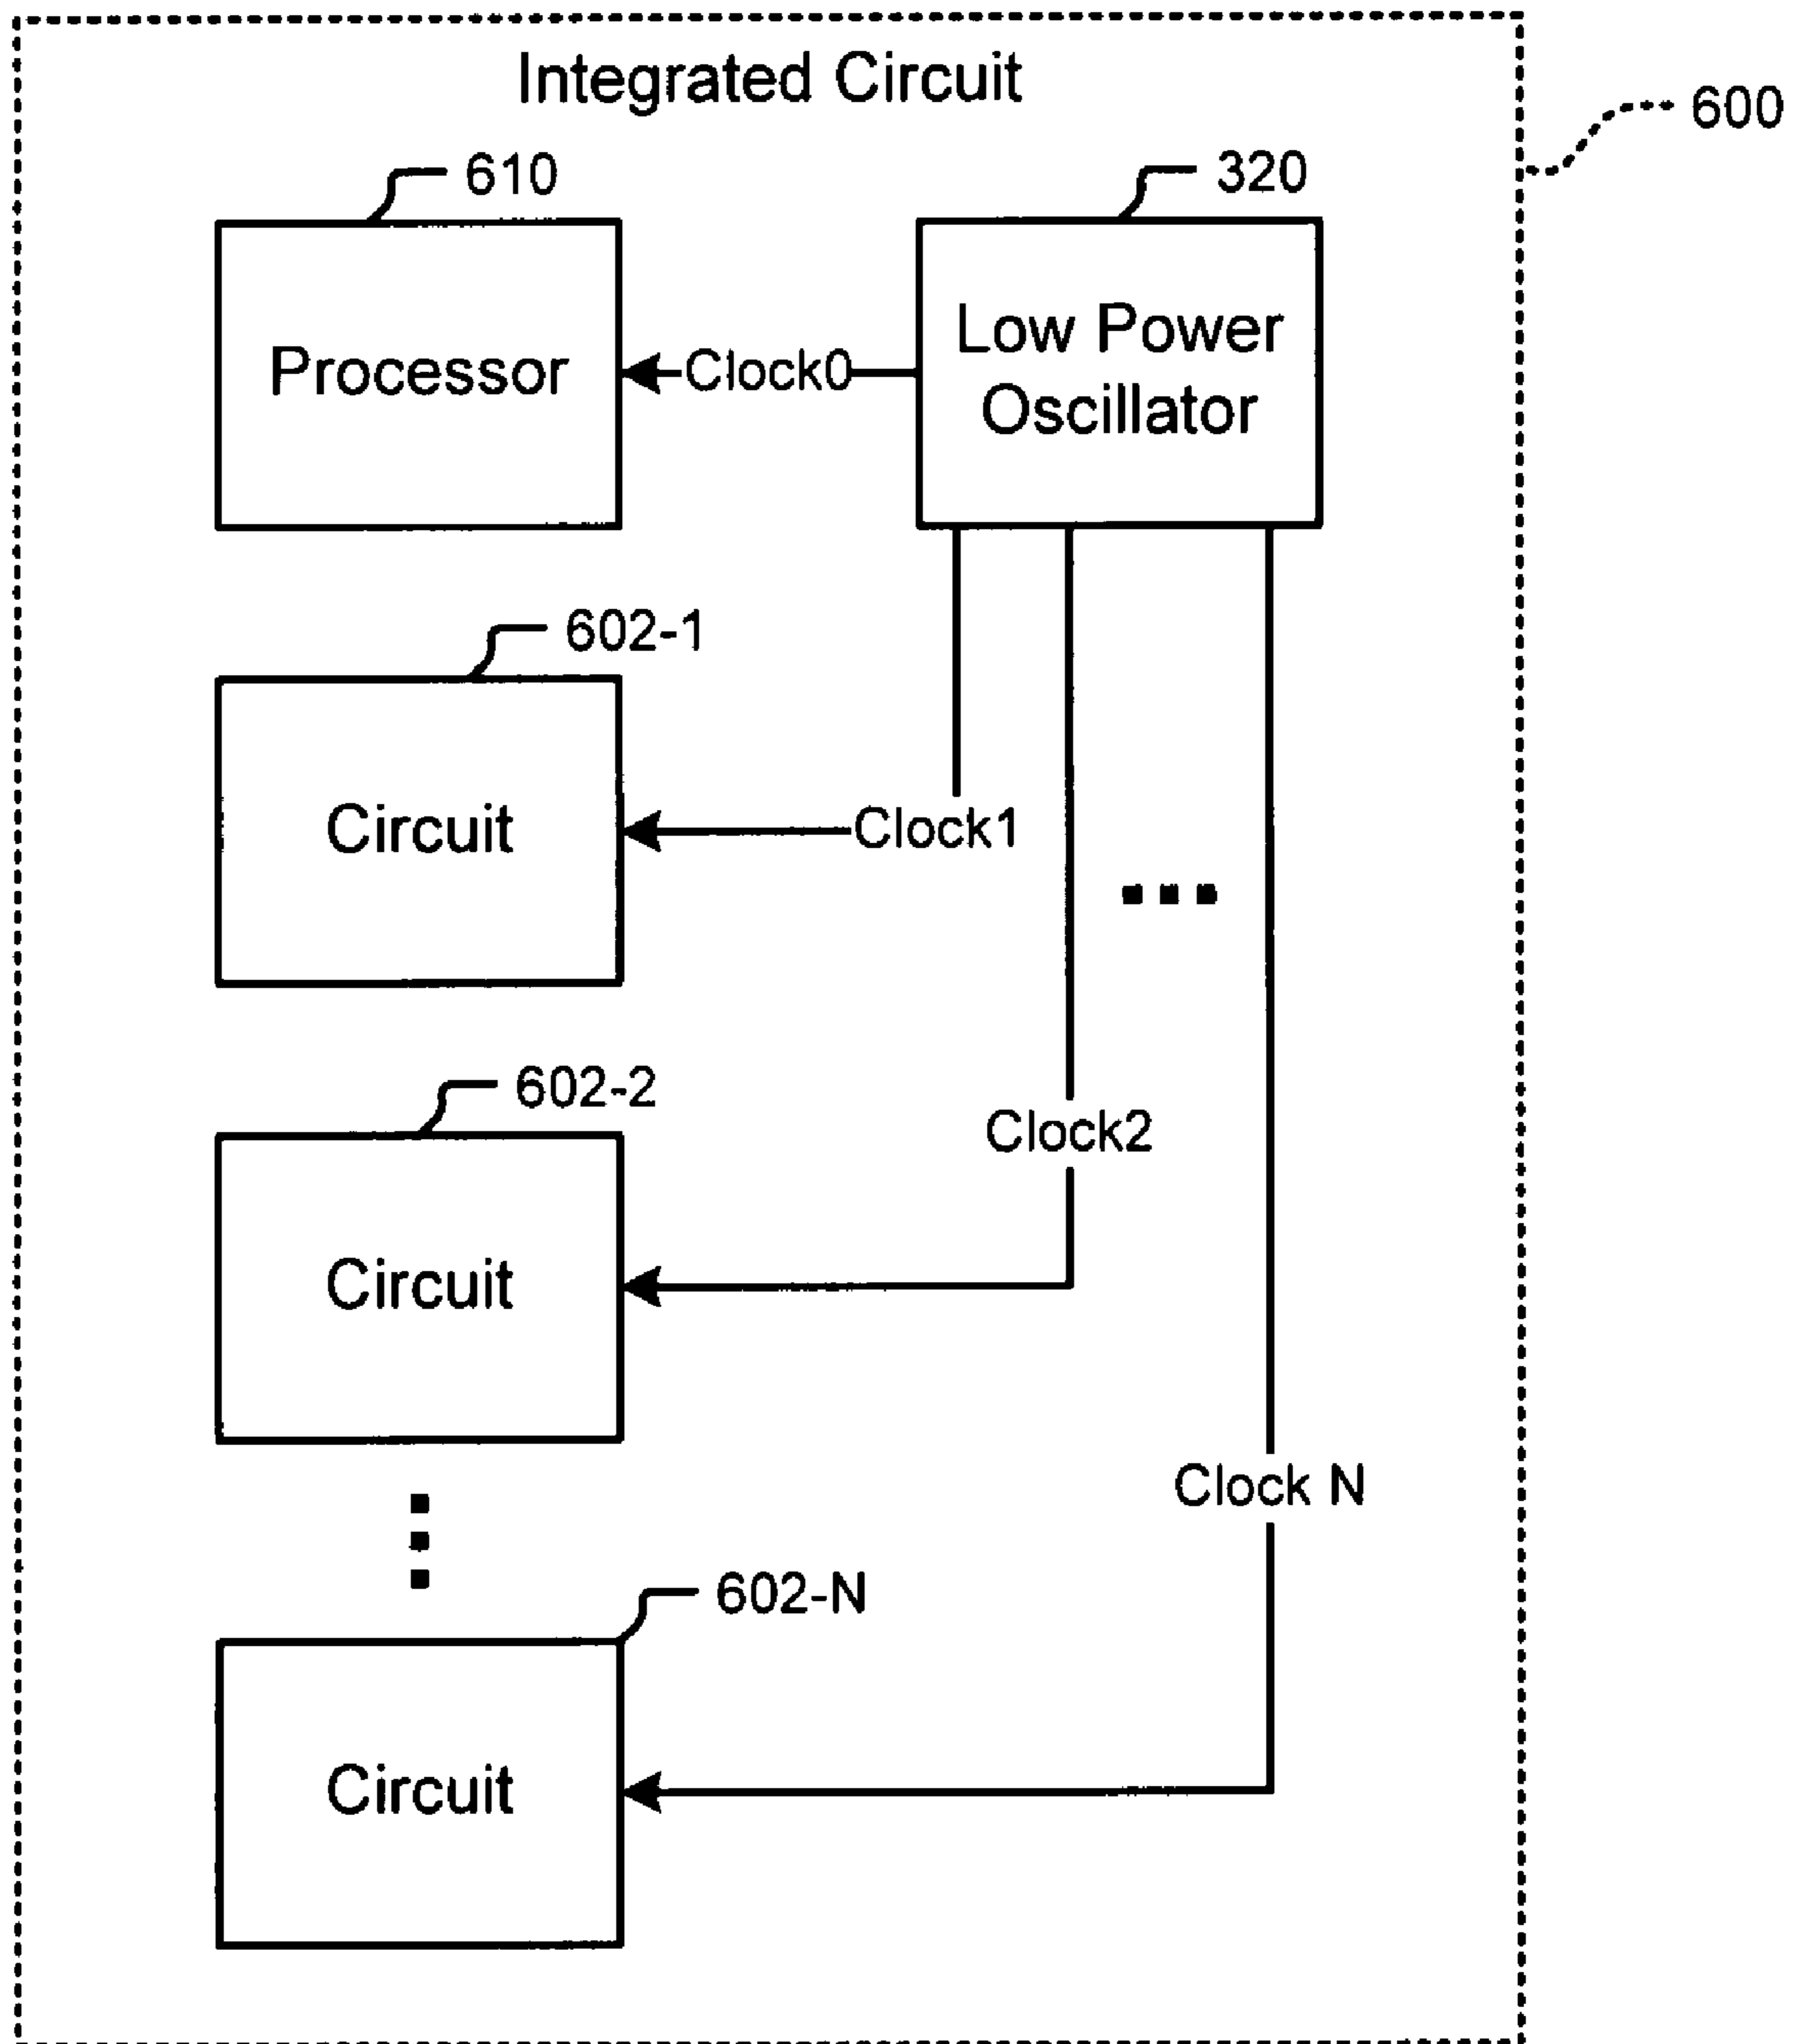 Integrated Circuit
600
610
320
Processor
Clock0
Low Power
Oscillator
602-1
Circuit
Clock1
602-2
Circuit
Clock2
Clock N
602-N
Circuit